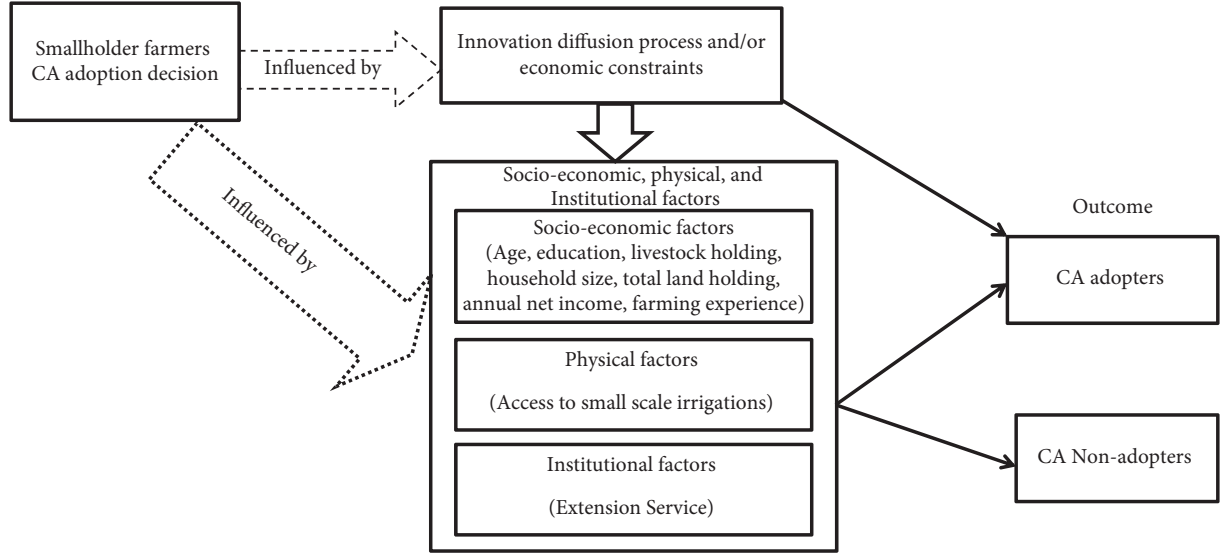 Smallholder farmers
CA adoption decision
Influenced by
Innovation diffusion process and/or
economic constraints
Influenced by
Socio-economic, physical, and
Institutional factors
Socio-economic factors
(Age, education, livestock holding,
household size, total land holding,
annual net income, farming experience)
Physical factors
(Access to small scale irrigations)
Institutional factors
(Extension Service)
Outcome
CA adopters
CA Non-adopters